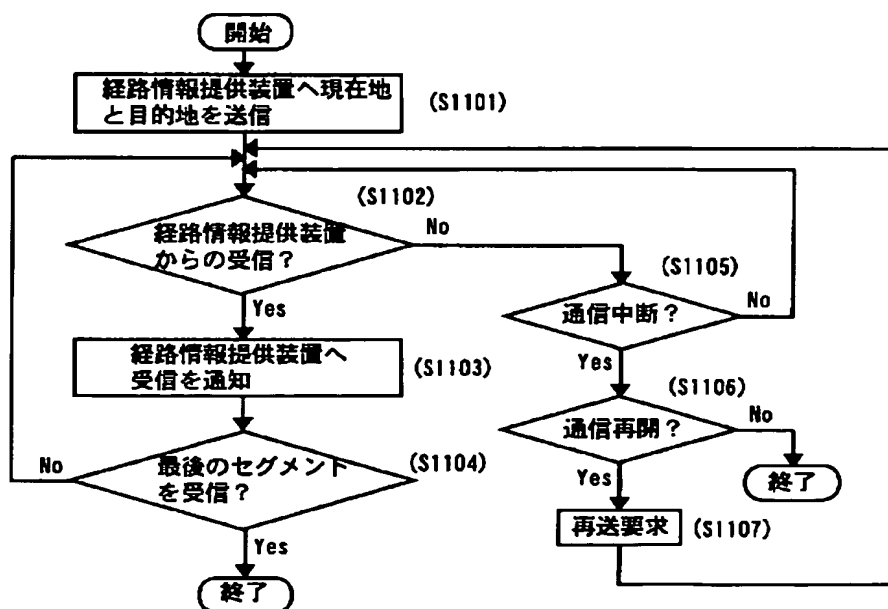 開始
経路情報提供装置へ現在地
と目的地を送信
(S1101)
(S1102)
経路情報提供装置
からの受信？
No
Yes
経路情報提供装置へ
受信を通知
(S1103)
最後のセグメント
を受信？
(S1104)
No
Yes
終了
(S1105)
通信中断？
No
Yes
(S1106)
通信再開？
No
Yes
終了
再送要求
(S1107)